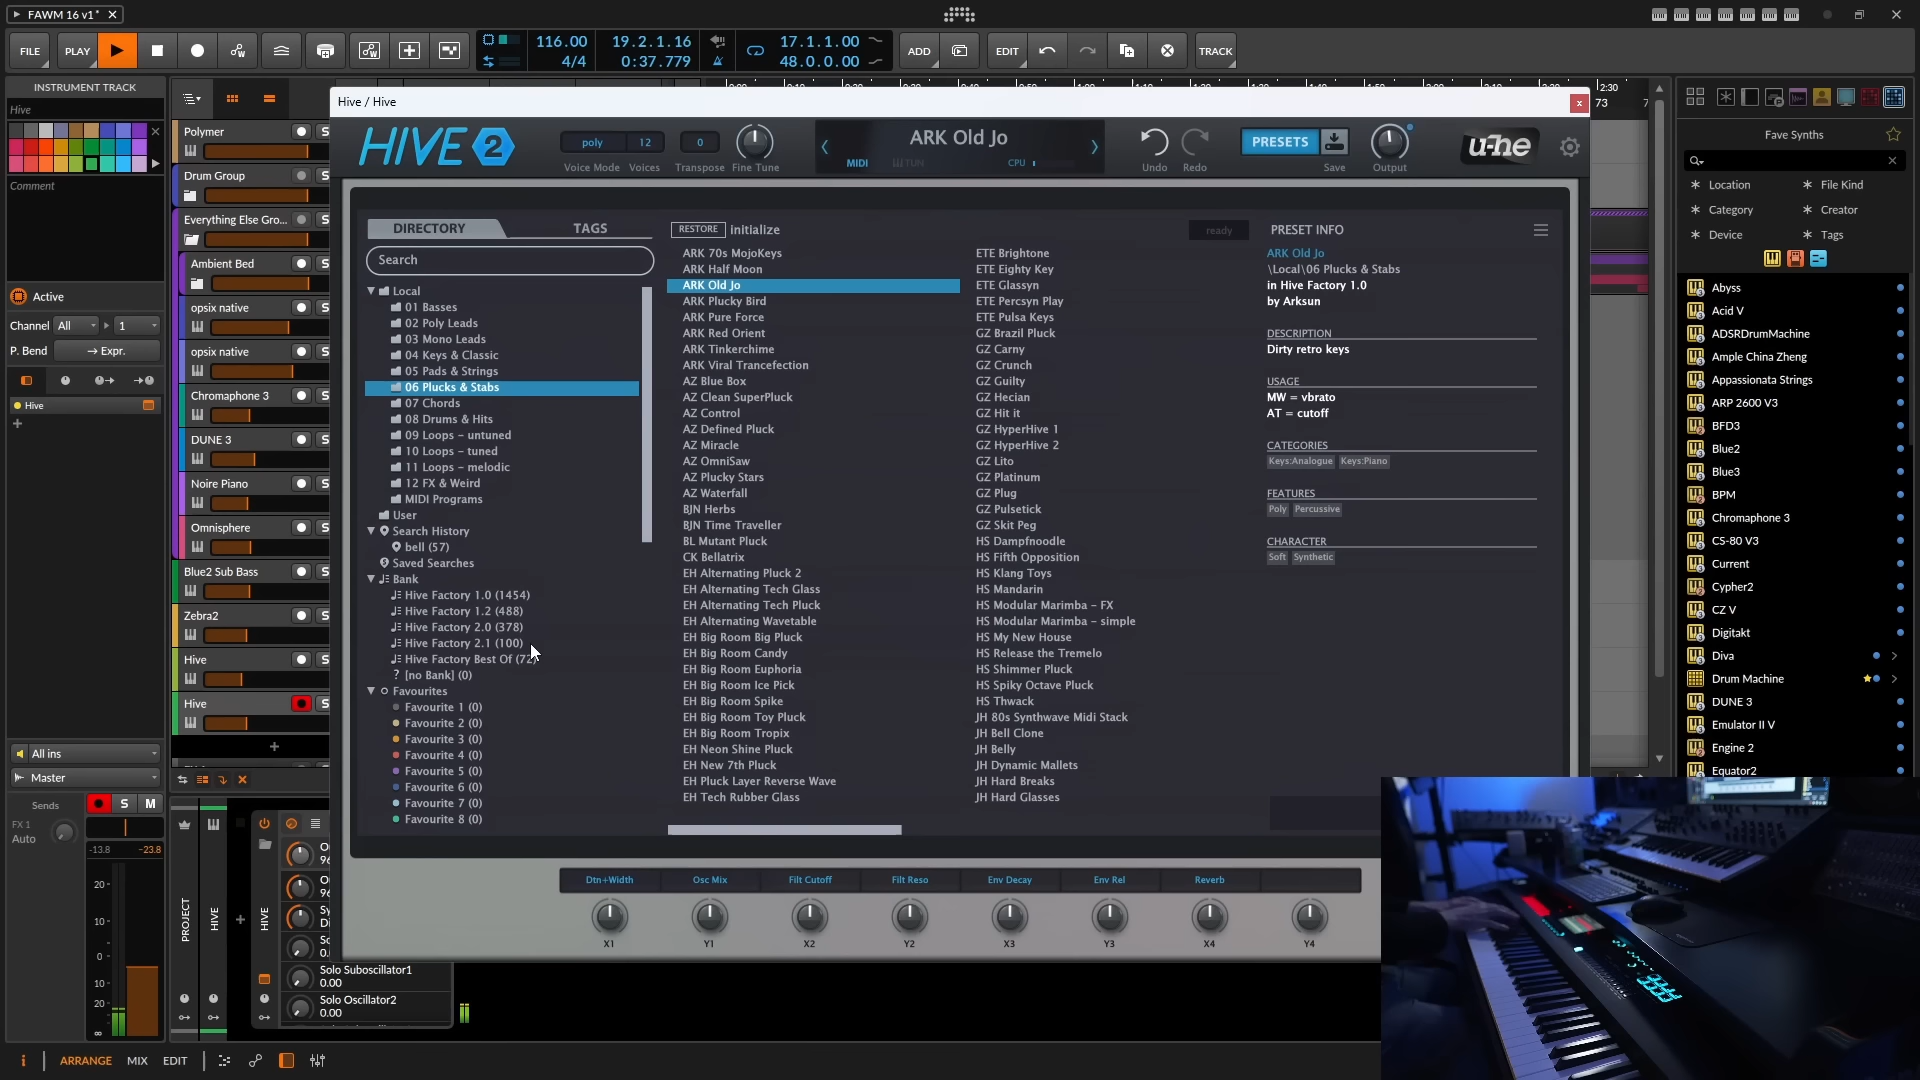 FAWM 16 v1*
FILE
PLAY
116.00
4/4
19.2.1.16
0:37.779
17.1.1.00
48.0.0.00
ADD
EDIT
TRACK
INSTRUMENT TRACK
Hive
Comment
Active
Channel All 1
P. Bend → Expr.
Hive
All ins
Master
Sends
FX 1
Auto
S M
-13.8 -23.8
20
10
0
10
20
∞
ARRANGE MIX EDIT
Polymer
Drum Group
Everything Else Gro...
Ambient Bed
opsix native
opsix native
Chromaphone 3
DUNE 3
Noire Piano
Omnisphere
Blue2 Sub Bass
Zebra2
Hive
Hive
PROJECT
HIVE
HIVE
Solo Suboscillator1
0.00
Solo Oscillator2
0.00
2:30
73
Hive / Hive
HIVE 2
poly 12 0
Voice Mode Voices Transpose Fine Tune
ARK Old Jo
MIDI TUN CPU
Undo Redo
PRESETS
Save
Output
u-he
DIRECTORY TAGS
Search
Local
01 Basses
02 Poly Leads
03 Mono Leads
04 Keys & Classic
05 Pads & Strings
06 Plucks & Stabs
07 Chords
08 Drums & Hits
09 Loops – untuned
10 Loops – tuned
11 Loops – melodic
12 FX & Weird
MIDI Programs
User
Search History
bell (57)
Saved Searches
Bank
Hive Factory 1.0 (1454)
Hive Factory 1.2 (488)
Hive Factory 2.0 (378)
Hive Factory 2.1 (100)
Hive Factory Best Of (72)
? [no Bank] (0)
Favourites
Favourite 1 (0)
Favourite 2 (0)
Favourite 3 (0)
Favourite 4 (0)
Favourite 5 (0)
Favourite 6 (0)
Favourite 7 (0)
Favourite 8 (0)
RESTORE initialize
ready
ARK 70s MojoKeys
ARK Half Moon
ARK Old Jo
ARK Plucky Bird
ARK Pure Force
ARK Red Orient
ARK Tinkerchime
ARK Viral Trancefection
AZ Blue Box
AZ Clean SuperPluck
AZ Control
AZ Defined Pluck
AZ Miracle
AZ OmniSaw
AZ Plucky Stars
AZ Waterfall
BJN Herbs
BJN Time Traveller
BL Mutant Pluck
CK Bellatrix
EH Alternating Pluck 2
EH Alternating Tech Glass
EH Alternating Tech Pluck
EH Alternating Wavetable
EH Big Room Big Pluck
EH Big Room Candy
EH Big Room Euphoria
EH Big Room Ice Pick
EH Big Room Spike
EH Big Room Toy Pluck
EH Big Room Tropix
EH Neon Shine Pluck
EH New 7th Pluck
EH Pluck Layer Reverse Wave
EH Tech Rubber Glass
ETE Brightone
ETE Eighty Key
ETE Glassyn
ETE Percsyn Play
ETE Pulsa Keys
GZ Brazil Pluck
GZ Carny
GZ Crunch
GZ Guilty
GZ Hecian
GZ Hit it
GZ HyperHive 1
GZ HyperHive 2
GZ Lito
GZ Platinum
GZ Plug
GZ Pulsetick
GZ Skit Peg
HS Dampfnoodle
HS Fifth Opposition
HS Klang Toys
HS Mandarin
HS Modular Marimba – FX
HS Modular Marimba – simple
HS My New House
HS Release the Tremelo
HS Shimmer Pluck
HS Spiky Octave Pluck
HS Thwack
JH 80s Synthwave Midi Stack
JH Bell Clone
JH Belly
JH Dynamic Mallets
JH Hard Breaks
JH Hard Glasses
PRESET INFO
ARK Old Jo
\Local\06 Plucks & Stabs
in Hive Factory 1.0
by Arksun
DESCRIPTION
Dirty retro keys
USAGE
MW = vbrato
AT = cutoff
CATEGORIES
Keys:Analogue Keys:Piano
FEATURES
Poly Percussive
CHARACTER
Soft Synthetic
Dtn+Width Osc Mix Filt Cutoff Filt Reso Env Decay Env Rel Reverb
X1 Y1 X2 Y2 X3 Y3 X4 Y4
Fave Synths
Location File Kind
Category Creator
Device Tags
Abyss
Acid V
ADSRDrumMachine
Ample China Zheng
Appassionata Strings
ARP 2600 V3
BFD3
Blue2
Blue3
BPM
Chromaphone 3
CS-80 V3
Current
Cypher2
CZ V
Digitakt
Diva
Drum Machine
DUNE 3
Emulator II V
Engine 2
Equator2